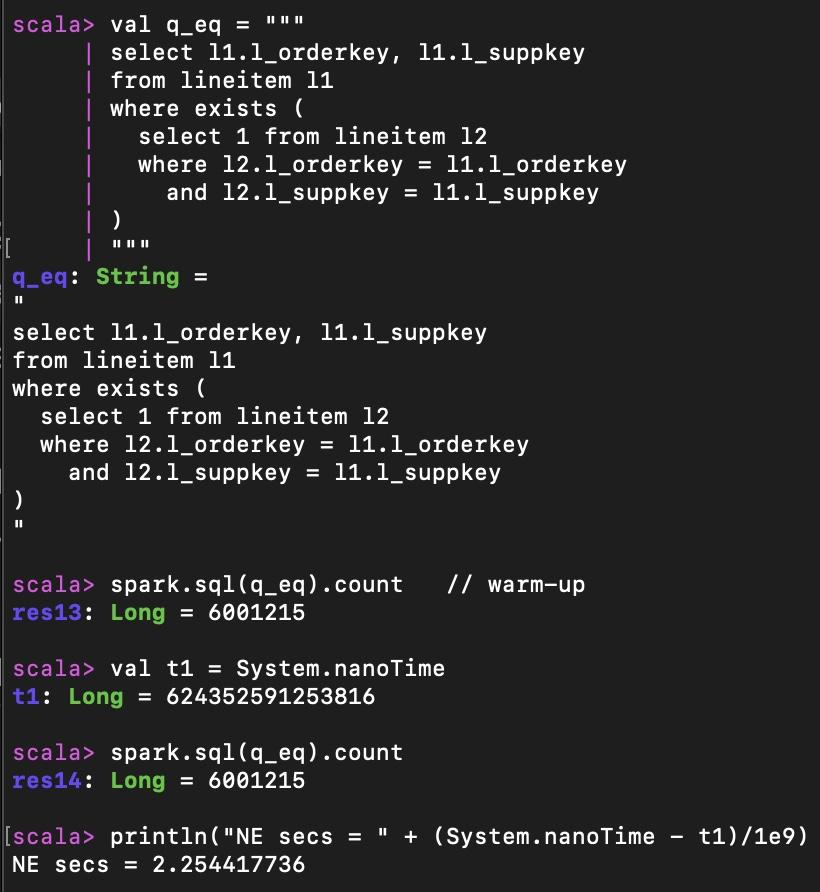 scala> val q_eq = """
| select l1.l_orderkey, l1.l_suppkey
| from lineitem l1
| where exists (
|   select 1 from lineitem l2
|   where l2.l_orderkey = l1.l_orderkey
|     and l2.l_suppkey = l1.l_suppkey
| )
[ | """
q_eq: String =
"
select l1.l_orderkey, l1.l_suppkey
from lineitem l1
where exists (
  select 1 from lineitem l2
  where l2.l_orderkey = l1.l_orderkey
    and l2.l_suppkey = l1.l_suppkey
)
"
scala> spark.sql(q_eq).count   // warm-up
res13: Long = 6001215
scala> val t1 = System.nanoTime
t1: Long = 624352591253816
scala> spark.sql(q_eq).count
res14: Long = 6001215
[scala> println("NE secs = " + (System.nanoTime - t1)/1e9)
NE secs = 2.254417736